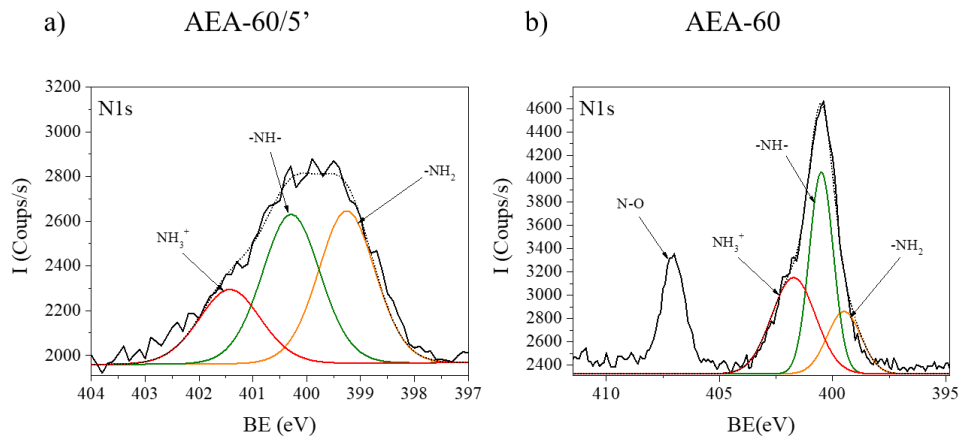 a) AEA-60/5’
N1s
-NH-
-NH2
NH3+
I (Coups/s)
3200
3000
2800
2600
2400
2200
2000
404 403 402 401 400 399 398 397
BE (eV)
b) AEA-60
N1s
-NH-
N-O
NH3+
-NH2
I (Coups/s)
4600
4400
4200
4000
3800
3600
3400
3200
3000
2800
2600
2400
410 405 400 395
BE(eV)